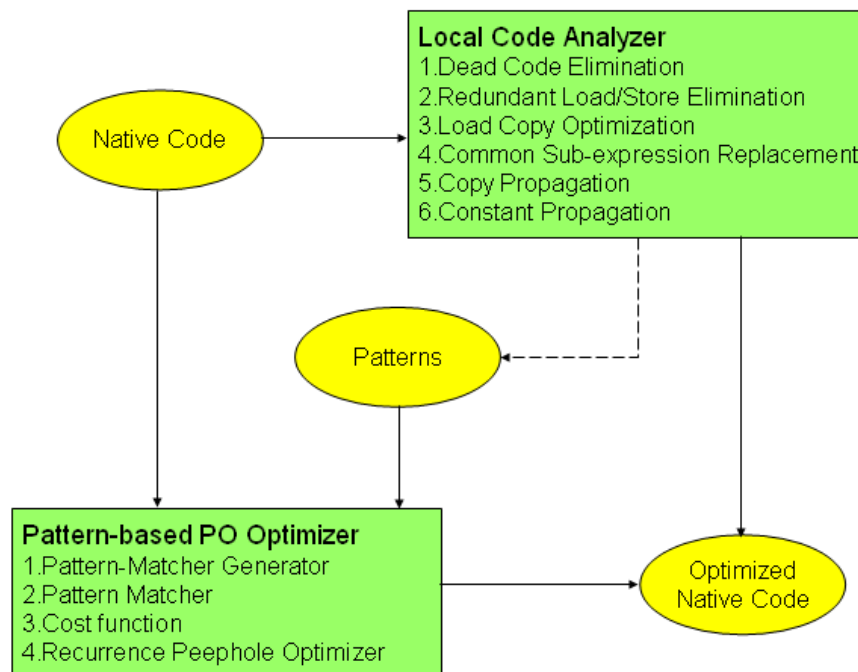 Local Code Analyzer
1.Dead Code Elimination
2.Redundant Load/Store Elimination
3.Load Copy Optimization
4.Common Sub-expression Replacement
5.Copy Propagation
6.Constant Propagation
Native Code
Patterns
Pattern-based PO Optimizer
1.Pattern-Matcher Generator
2.Pattern Matcher
3.Cost function
4.Recurrence Peephole Optimizer
Optimized
Native Code